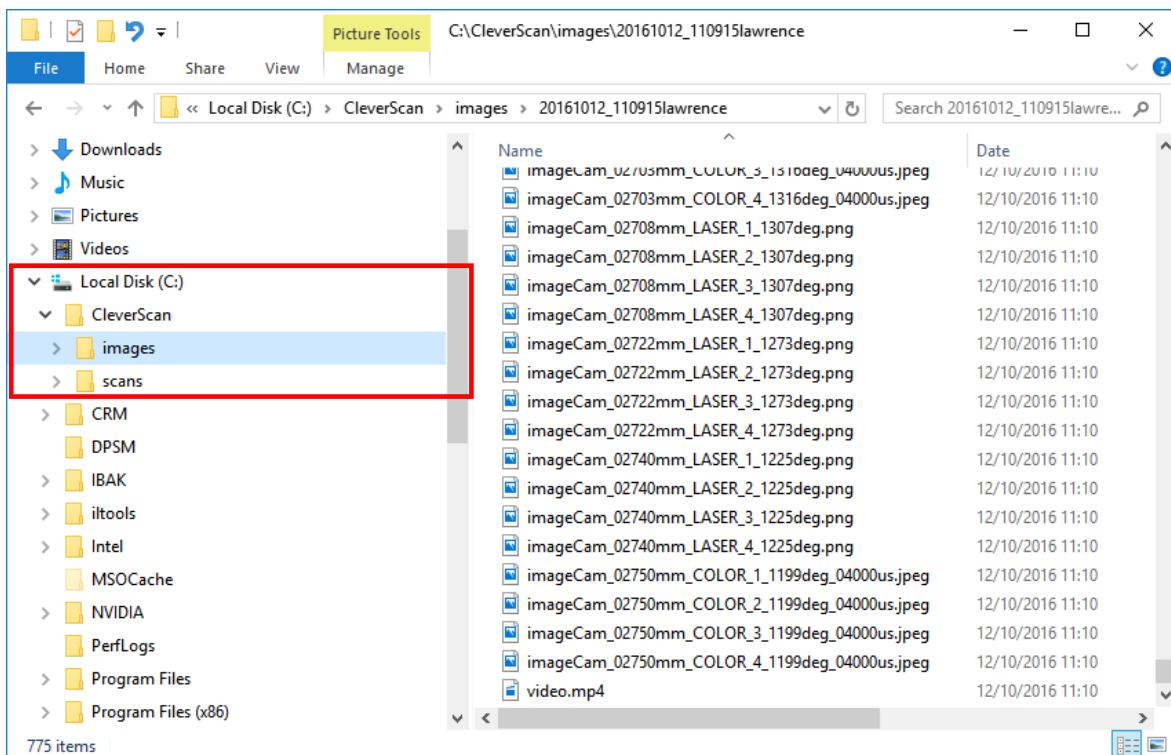 Picture Tools
C:\CleverScan\images\20161012_110915lawrence
File
Home
Share
View
Manage
« Local Disk (C:) > CleverScan > images > 20161012_110915lawrence
Search 20161012_110915lawre...
Downloads
Music
Pictures
Videos
Local Disk (C:)
CleverScan
images
scans
CRM
DPSM
IBAK
iltools
Intel
MSOCache
NVIDIA
PerfLogs
Program Files
Program Files (x86)
Name
Date
imageCam_02703mm_COLOR_3_1316deg_04000us.jpeg 12/10/2016 11:10
imageCam_02703mm_COLOR_4_1316deg_04000us.jpeg 12/10/2016 11:10
imageCam_02708mm_LASER_1_1307deg.png 12/10/2016 11:10
imageCam_02708mm_LASER_2_1307deg.png 12/10/2016 11:10
imageCam_02708mm_LASER_3_1307deg.png 12/10/2016 11:10
imageCam_02708mm_LASER_4_1307deg.png 12/10/2016 11:10
imageCam_02722mm_LASER_1_1273deg.png 12/10/2016 11:10
imageCam_02722mm_LASER_2_1273deg.png 12/10/2016 11:10
imageCam_02722mm_LASER_3_1273deg.png 12/10/2016 11:10
imageCam_02722mm_LASER_4_1273deg.png 12/10/2016 11:10
imageCam_02740mm_LASER_1_1225deg.png 12/10/2016 11:10
imageCam_02740mm_LASER_2_1225deg.png 12/10/2016 11:10
imageCam_02740mm_LASER_3_1225deg.png 12/10/2016 11:10
imageCam_02740mm_LASER_4_1225deg.png 12/10/2016 11:10
imageCam_02750mm_COLOR_1_1199deg_04000us.jpeg 12/10/2016 11:10
imageCam_02750mm_COLOR_2_1199deg_04000us.jpeg 12/10/2016 11:10
imageCam_02750mm_COLOR_3_1199deg_04000us.jpeg 12/10/2016 11:10
imageCam_02750mm_COLOR_4_1199deg_04000us.jpeg 12/10/2016 11:10
video.mp4 12/10/2016 11:10
775 items